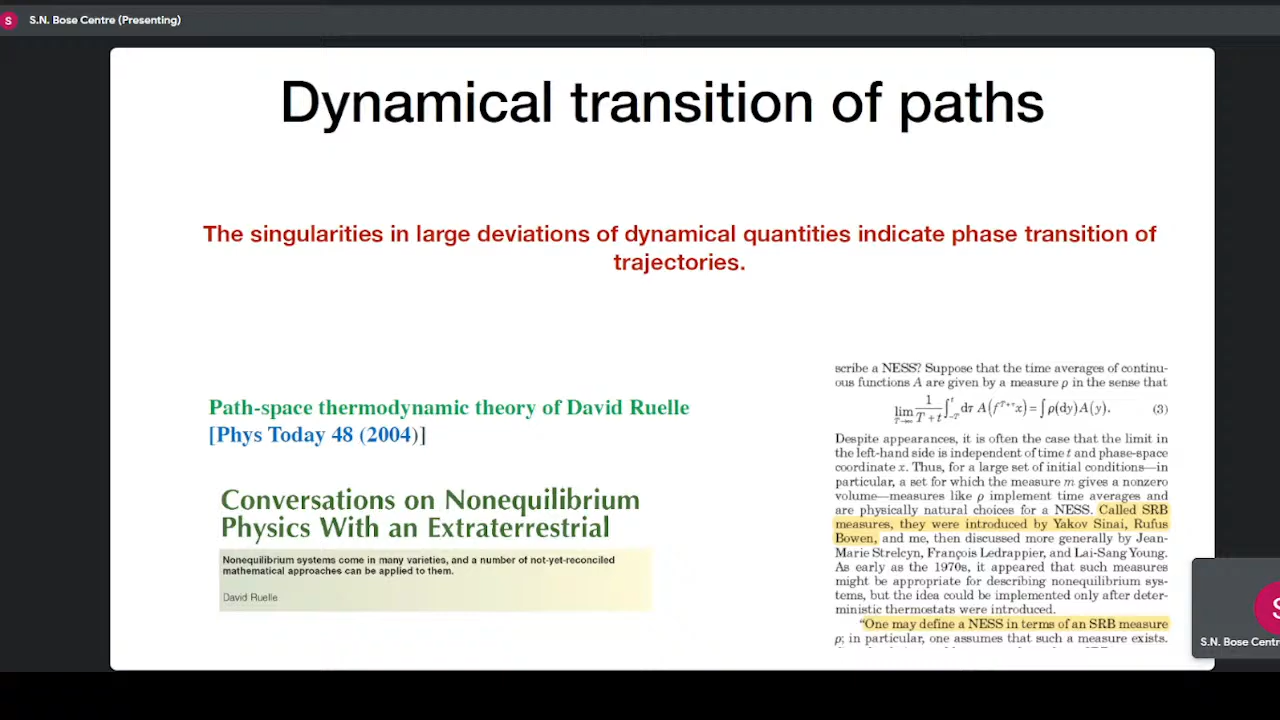 S
S.N. Bose Centre (Presenting)
Dynamical transition of paths
The singularities in large deviations of dynamical quantities indicate phase transition of
trajectories.
Path-space thermodynamic theory of David Ruelle
[Phys Today 48 (2004)]
Conversations on Nonequilibrium
Physics With an Extraterrestrial
Nonequilibrium systems come in many varieties, and a number of not-yet-reconciled
mathematical approaches can be applied to them.
David Ruelle
scribe a NESS? Suppose that the time averages of continu-
ous functions A are given by a measure ρ in the sense that
lim T→∞ 1/(T + t) ∫_{-T}^{t} dτ A(f^{T+τ}x) = ∫ρ(dy)A(y). (3)
Despite appearances, it is often the case that the limit in
the left-hand side is independent of time t and phase-space
coordinate x. Thus, for a large set of initial conditions—in
particular, a set for which the measure m gives a nonzero
volume—measures like ρ implement time averages and
are physically natural choices for a NESS. Called SRB
measures, they were introduced by Yakov Sinai, Rufus
Bowen, and me, then discussed more generally by Jean-
Marie Strelcyn, François Ledrappier, and Lai-Sang Young.
As early as the 1970s, it appeared that such measures
might be appropriate for describing nonequilibrium sys-
tems, but the idea could be implemented only after deter-
ministic thermostats were introduced.
“One may define a NESS in terms of an SRB measure
ρ; in particular, one assumes that such a measure exists.
S
S.N. Bose Centr